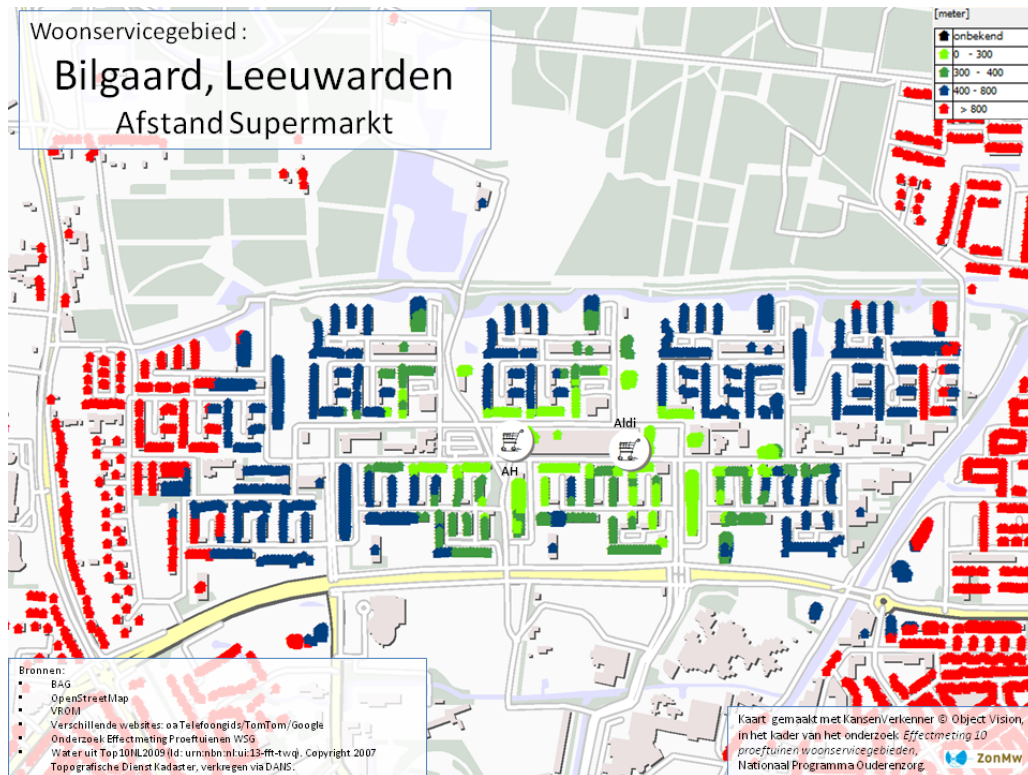 Woonservicegebied :
Bilgaard, Leeuwarden
Afstand Supermarkt
[meter]
onbekend
0 - 300
300 - 400
400 - 800
> 800
Aldi
AH
Bronnen:
▪ BAG
▪ OpenStreetMap
▪ VROM
▪ Verschillende websites: oa Telefoongids/TomTom/Google
▪ Onderzoek Effectmeting Proeftuienen WSG
▪ Water uit Top10NL2009 (Id: urn:nbn:nl:ui:13-fft-twq). Copyright 2007
Topografische Dienst Kadaster, verkregen via DANS.
Kaart gemaakt met KansenVerkenner © Object Vision,
in het kader van het onderzoek Effectmeting 10
proeftuinen woonservicegebieden,
Nationaal Programma Ouderenzorg.
ZonMw